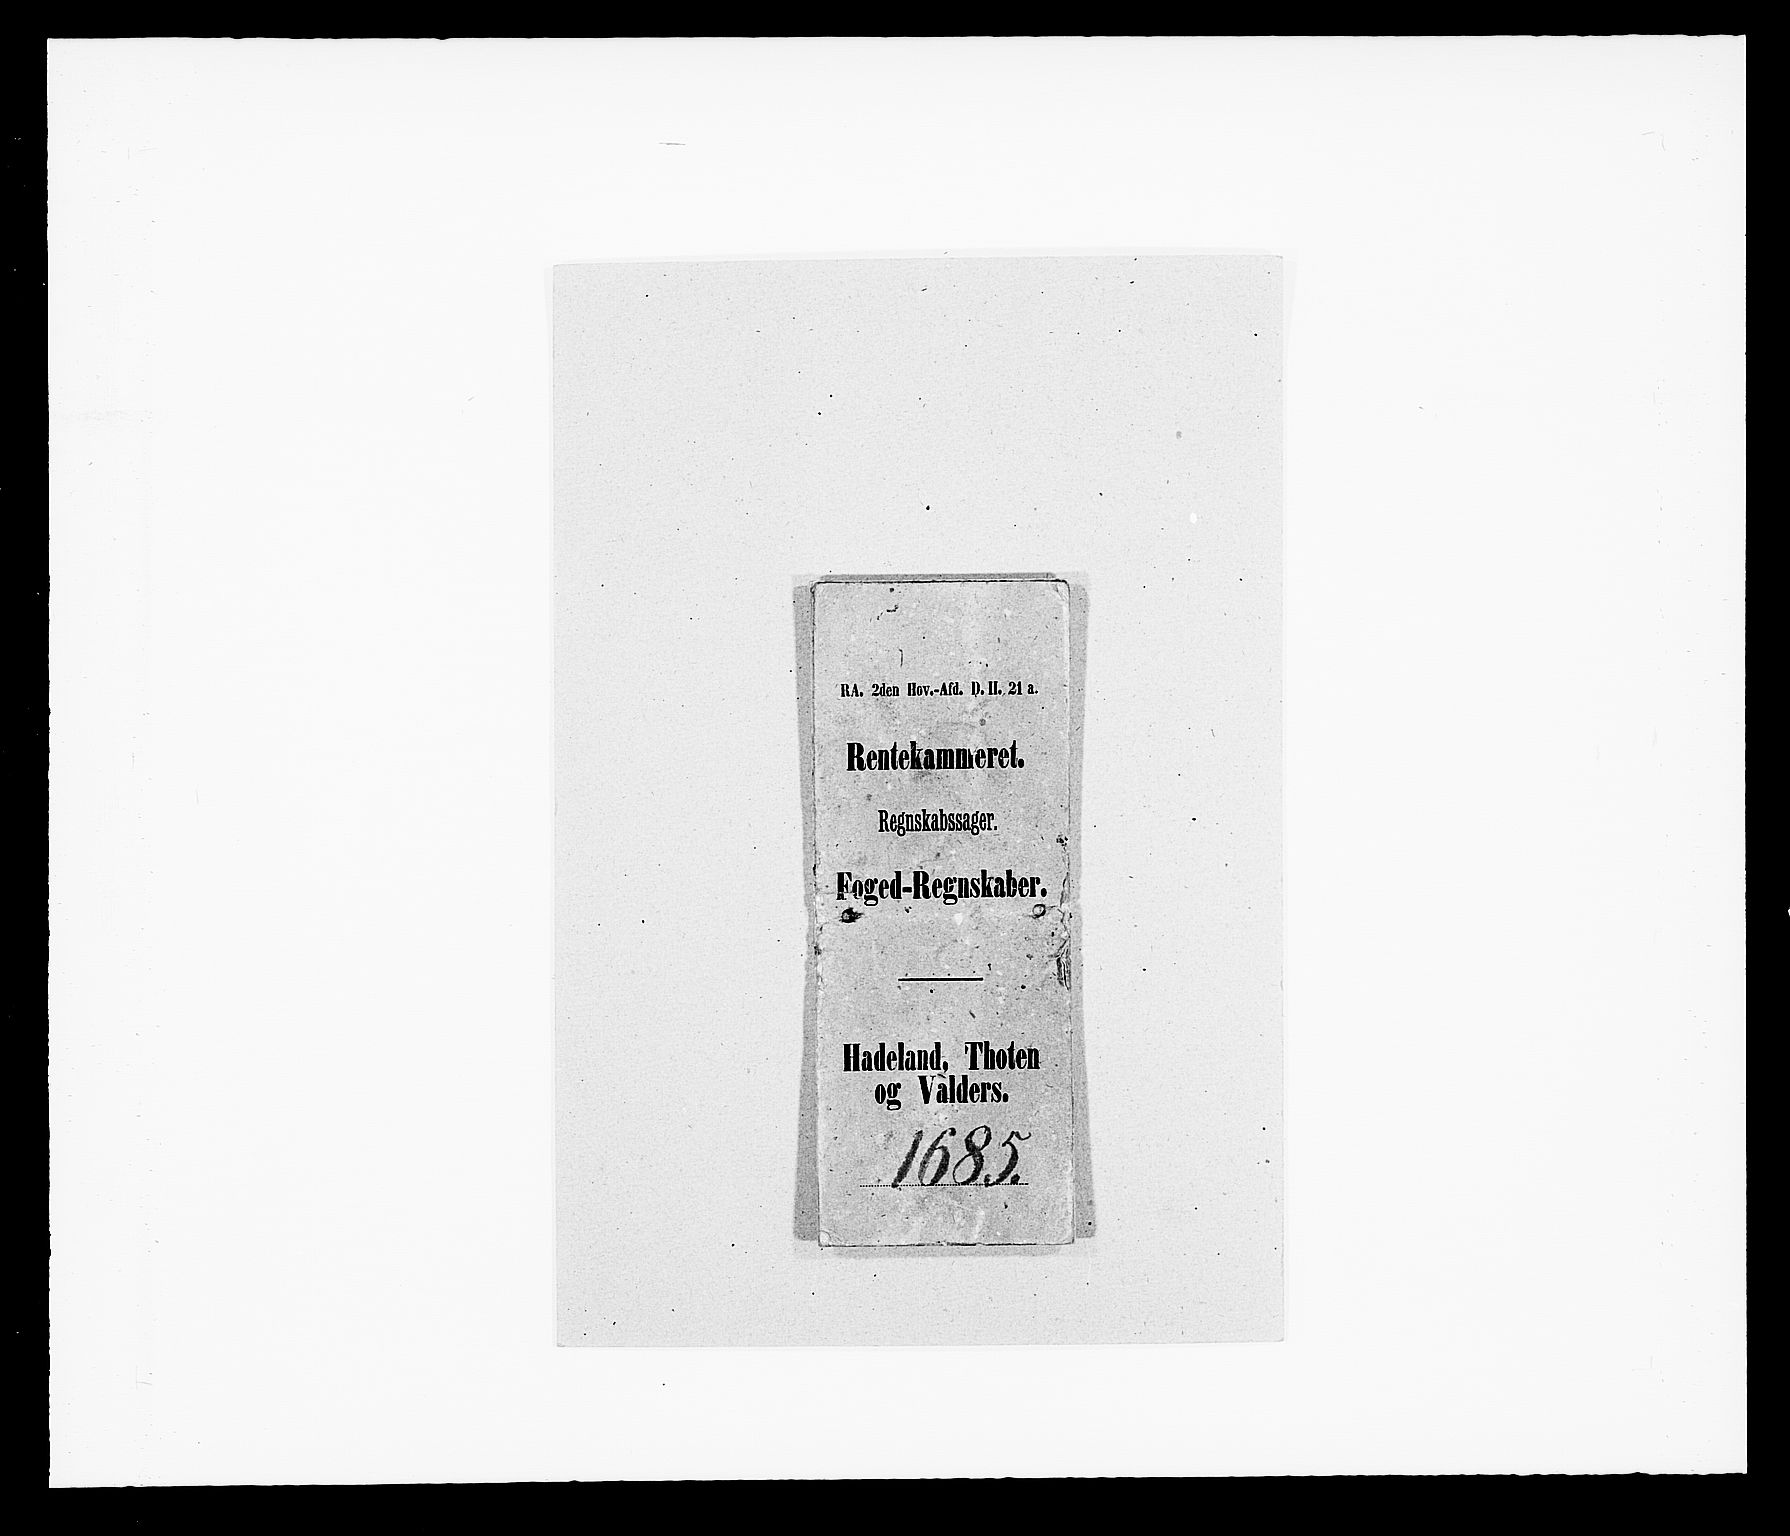 RA. 2den Hov.-Afd. D. II. 21 a.
Rentekammeret.
Regnskabssager.
Foged-Regnskaber.
Hadeland, Thoten
og Valders.
1685.